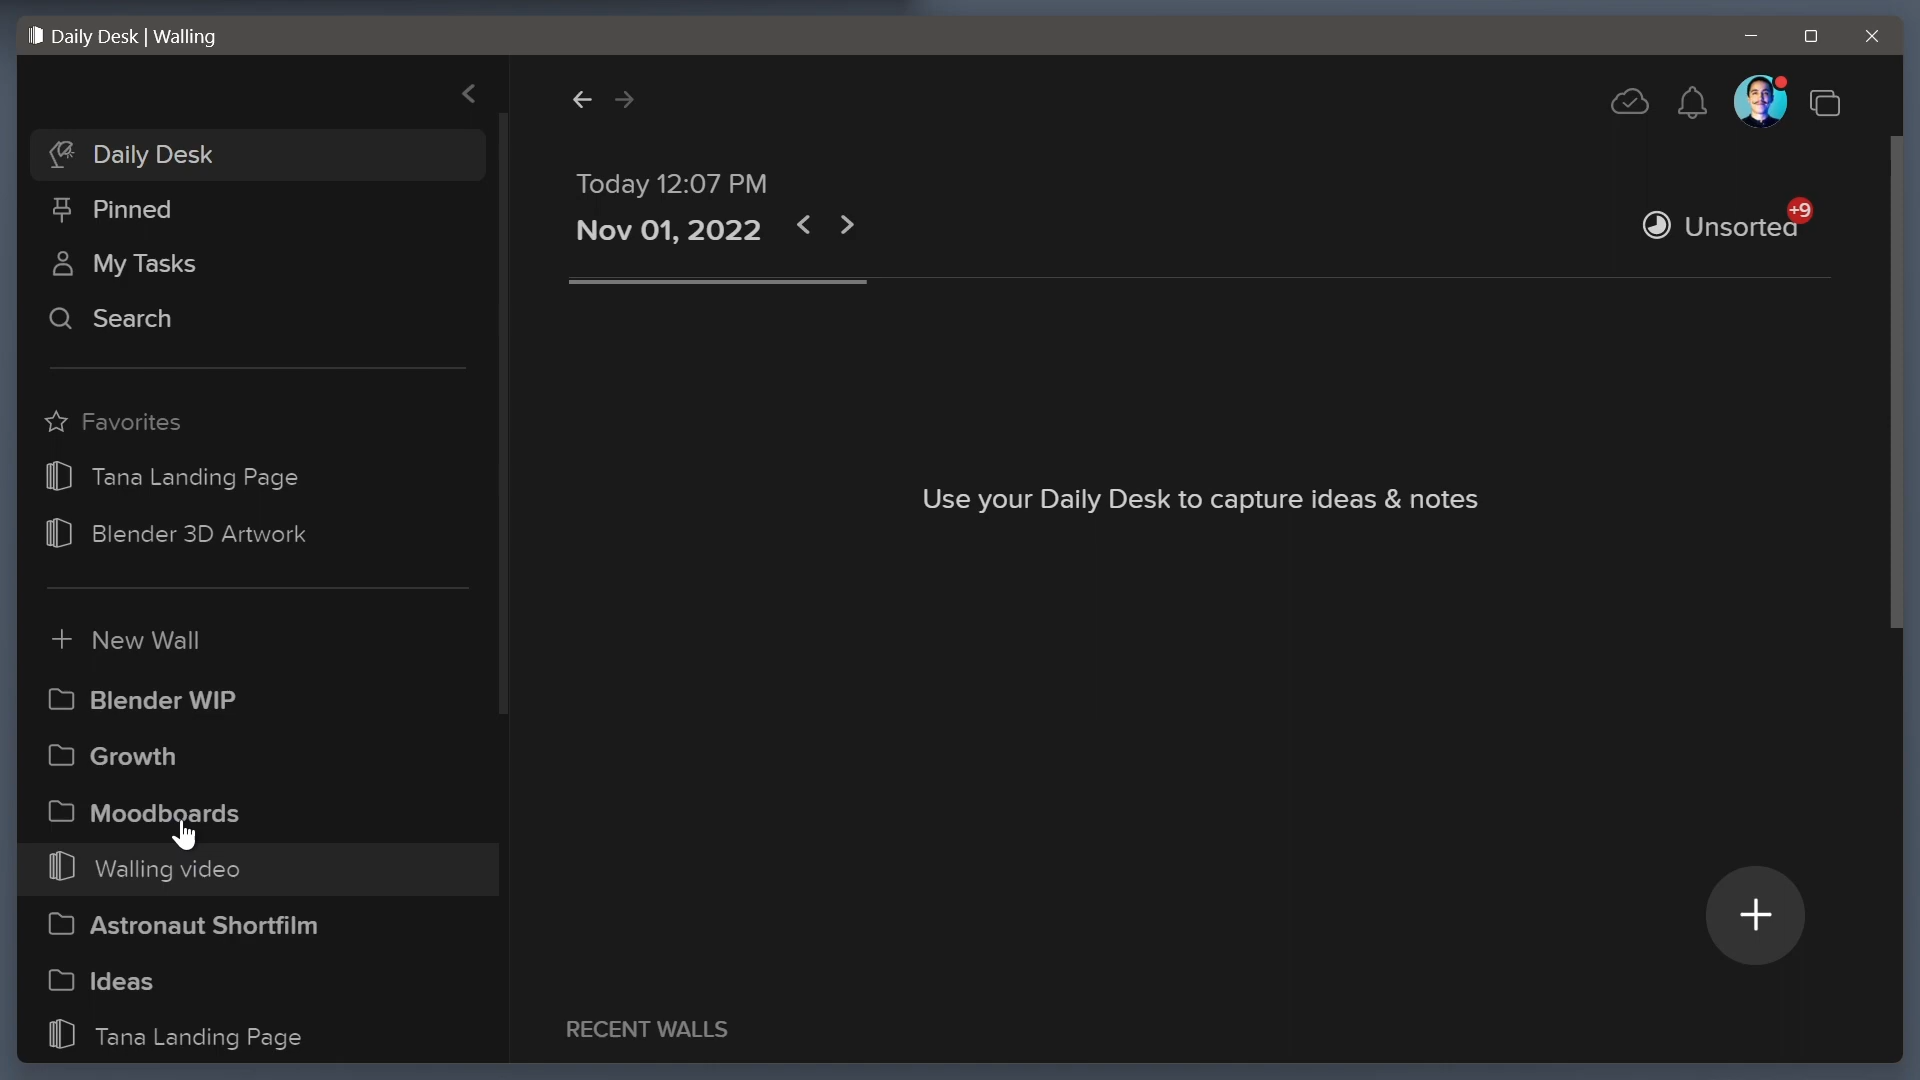 Daily Desk | Walling
Daily Desk
Pinned
My Tasks
Search
Favorites
Tana Landing Page
Blender 3D Artwork
New Wall
Blender WIP
Growth
Moodboards
Walling video
Astronaut Shortfilm
Ideas
Tana Landing Page
Today 12:07 PM
Nov 01, 2022
Unsorted
+9
Use your Daily Desk to capture ideas & notes
RECENT WALLS